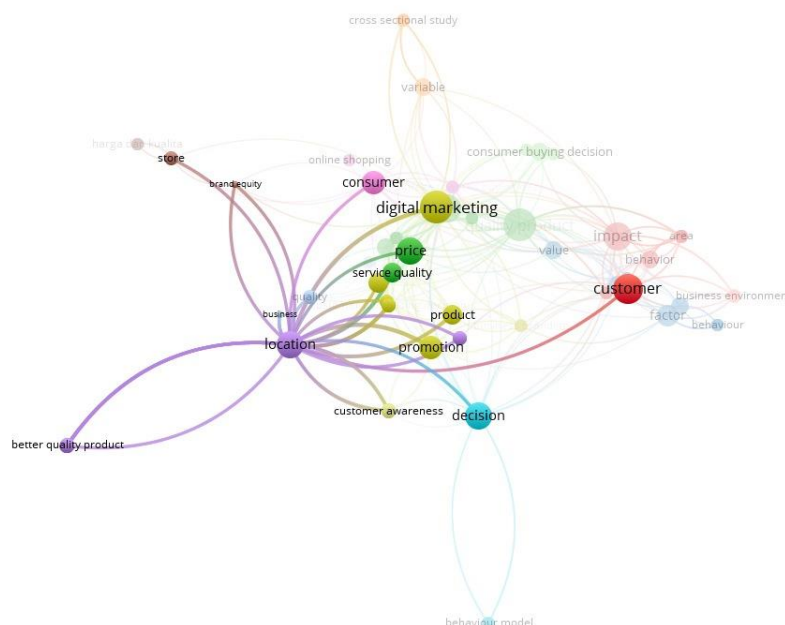 cross sectional study
variable
harga dan kualita
store
consumer buying decision
online shopping
brand equity
consumer
digital marketing
impact
area
price
value
behavior
service quality
customer
quality
business environmen
business
product
factor
behaviour
location
promotion
customer awareness
decision
better quality product
behaviour model